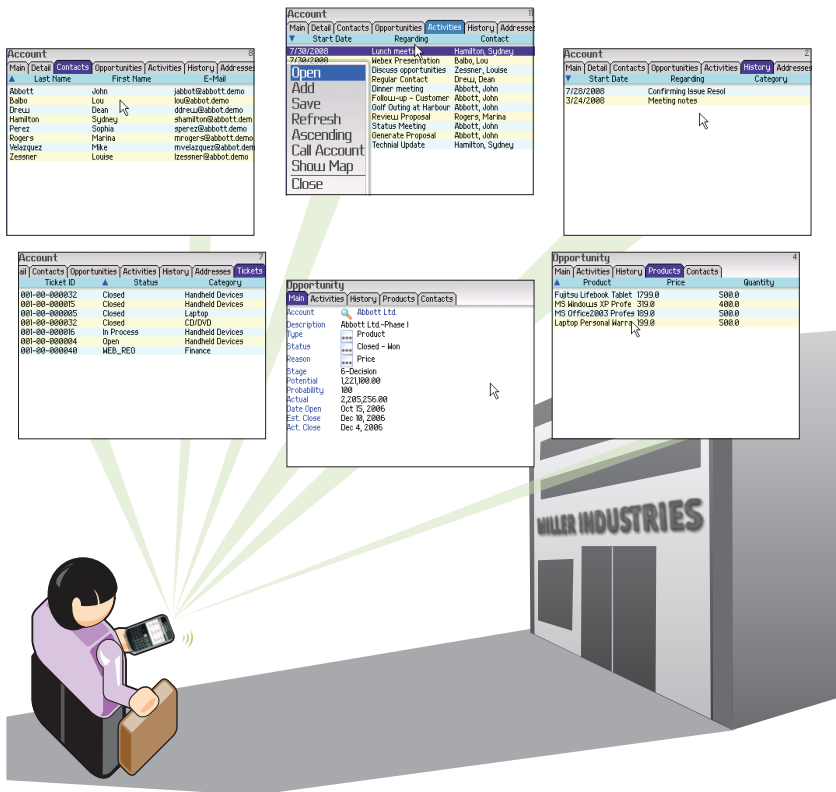 Account 11
Main Detail Contacts Opportunities Activities History Addresses
Start Date Regarding Contact
7/30/2008 Lunch meeting Hamilton, Sydney
7/30/2008 Webex Presentation Balbo, Lou
Discuss opportunities Zessner, Louise
Regular Contact Drew, Dean
Dinner meeting Abbott, John
Follow-up - Customer Abbott, John
Golf Outing at Harbour Abbott, John
Review Proposal Rogers, Marina
Status Meeting Abbott, John
Generate Proposal Abbott, John
Technial Update Hamilton, Sydney
Open
Add
Save
Refresh
Ascending
Call Account
Show Map
Close
Account 8
Main Detail Contacts Opportunities Activities History Addresses
Last Name First Name E-Mail
Abbott John jabbot@abbott.demo
Balbo Lou lou@abbot.demo
Drew Dean ddrew@abbot.demo
Hamilton Sydney shamilton@abbott.dem
Perez Sophia sperez@abbott.demo
Rogers Marina mrogers@abbott.demo
Velazquez Mike mvelazquez@abbot.demo
Zessner Louise lzessner@abbot.demo
Account 2
Main Detail Contacts Opportunities Activities History Addresses
Start Date Regarding Category
7/28/2008 Confirming Issue Resol
3/24/2008 Meeting notes
Account 7
ail Contacts Opportunities Activities History Addresses Tickets
Ticket ID Status Category
001-00-000032 Closed Handheld Devices
001-00-000015 Closed Handheld Devices
001-00-000005 Closed Laptop
001-00-000032 Closed CD/DVD
001-00-000016 In Process Handheld Devices
001-00-000004 Open Handheld Devices
001-00-000040 WEB_REG Finance
Opportunity
Main Activities History Products Contacts
Account Abbott Ltd.
Description Abbott Ltd.-Phase I
Type Product
Status Closed - Won
Reason Price
Stage 6-Decision
Potential 1,221,100.00
Probability 100
Actual 2,205,256.00
Date Open Oct 15, 2006
Est. Close Dec 10, 2006
Act. Close Dec 4, 2006
Opportunity 4
Main Activities History Products Contacts
Product Price Quantity
Fujitsu Lifebook Tablet 1799.0 500.0
MS Windows XP Profe 319.0 400.0
MS Office2003 Profes 189.0 500.0
Laptop Personal Warra 199.0 500.0
MILLER INDUSTRIES